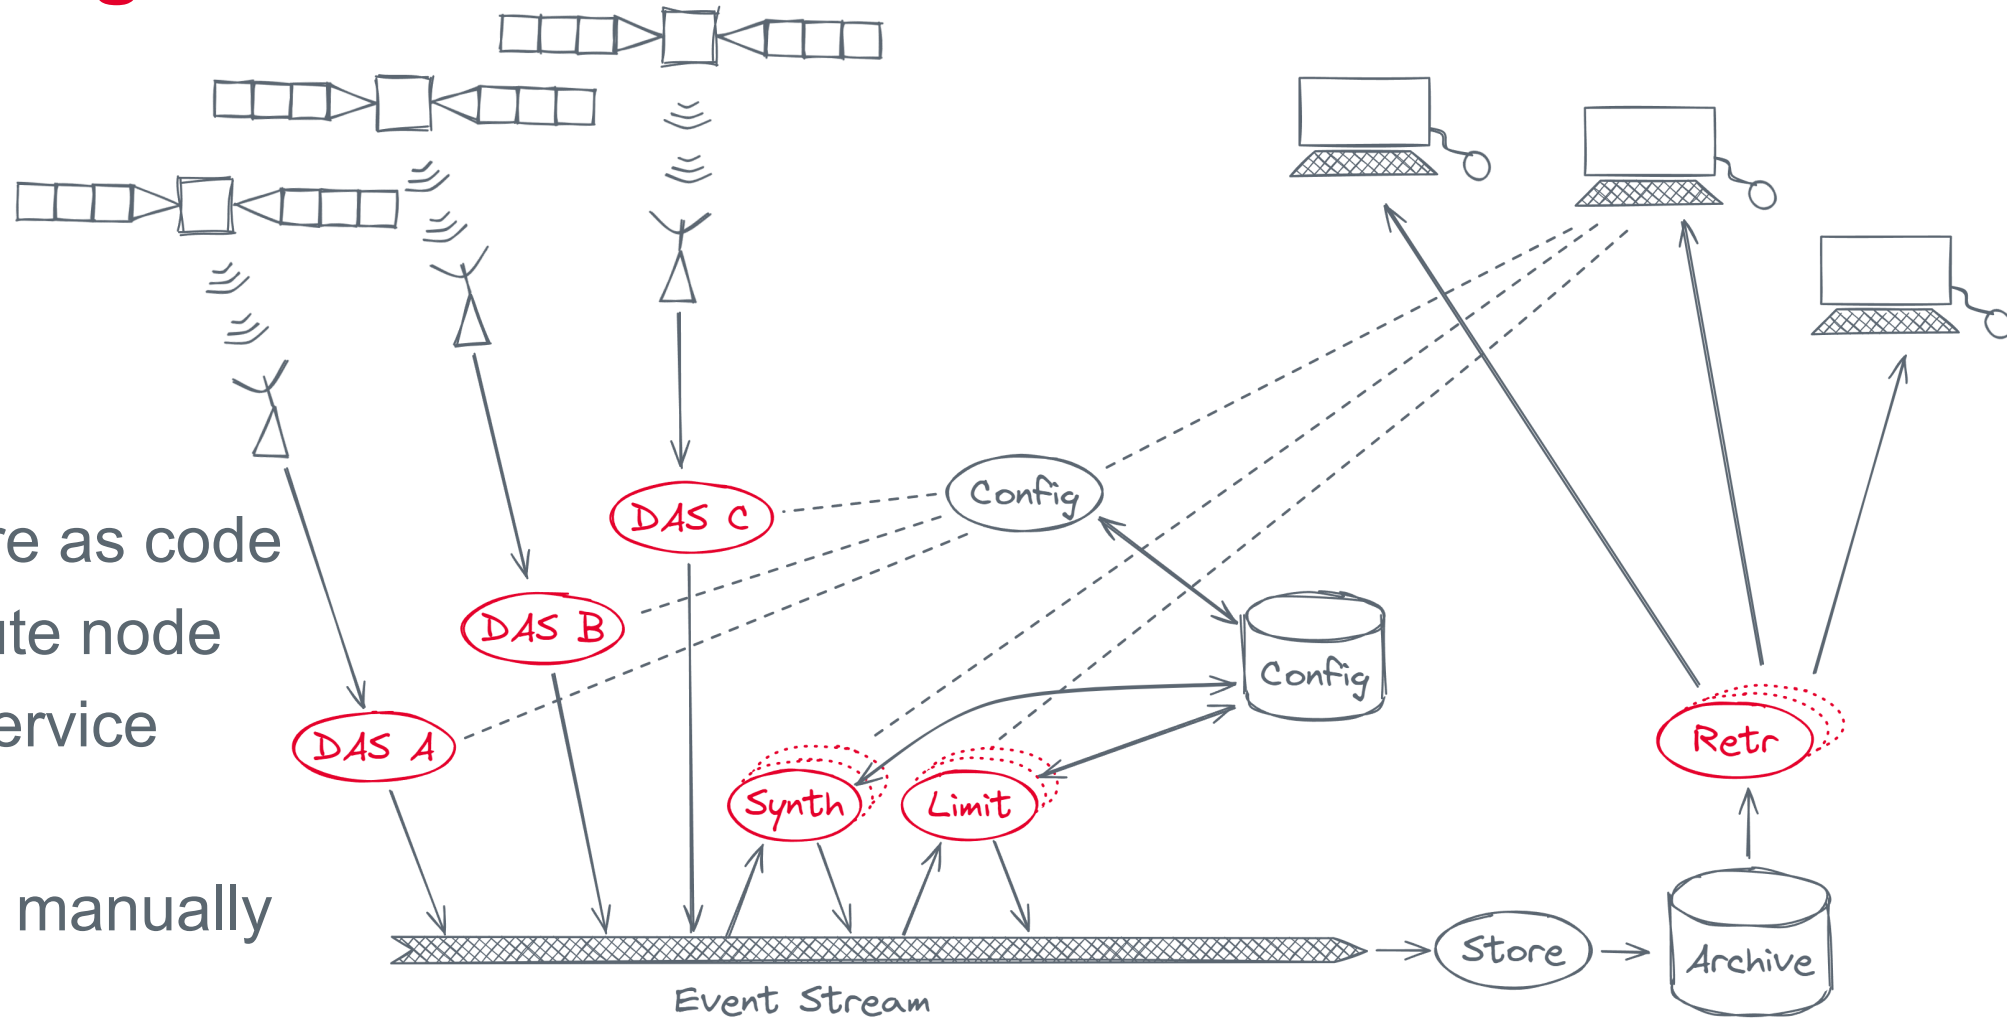 g
re as code
ute node
ervice
manually
DAS C
Config
DAS B
Config
DAS A
Retr
Synth
Limit
Store
Archive
Event Stream